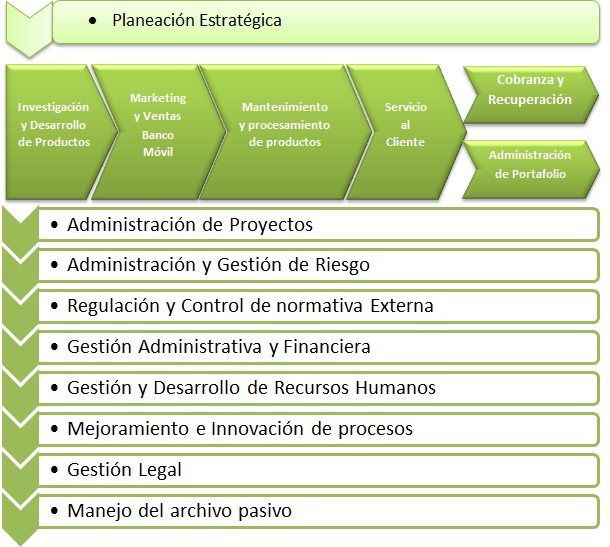 • Planeación Estratégica
Investigación
y Desarrollo
de Productos
Marketing
y Ventas
Banco
Móvil
Mantenimiento
y procesamiento
de productos
Servicio
al
Cliente
Cobranza y
Recuperación
Administración
de Portafolio
• Administración de Proyectos
• Administración y Gestión de Riesgo
• Regulación y Control de normativa Externa
• Gestión Administrativa y Financiera
• Gestión y Desarrollo de Recursos Humanos
• Mejoramiento e Innovación de procesos
• Gestión Legal
• Manejo del archivo pasivo